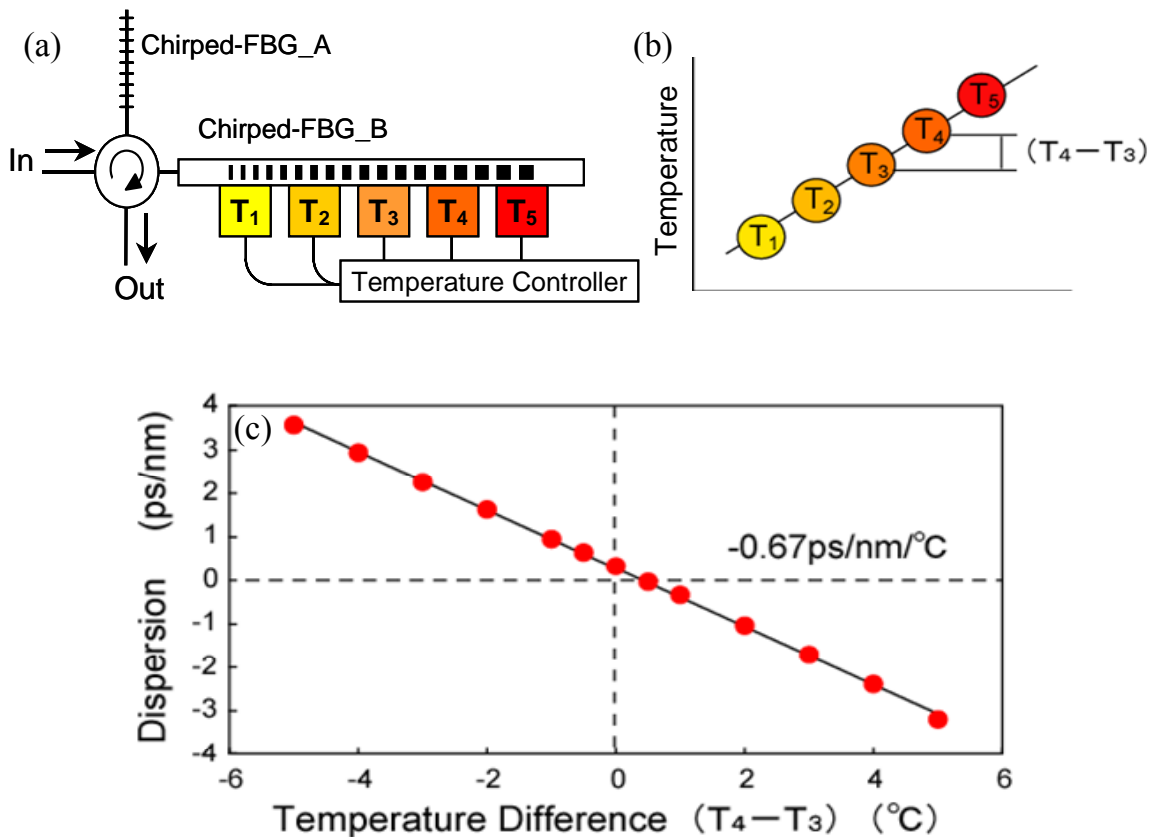 (a)
Chirped-FBG_A
Chirped-FBG_B
In
T₁ T₂ T₃ T₄ T₅
Temperature Controller
Out
(b)
Temperature
T₁
T₂
T₃
T₄
T₅
(T₄−T₃)
(c)
Dispersion (ps/nm)
4
3
2
1
0
-1
-2
-3
-4
-0.67ps/nm/°C
-6 -4 -2 0 2 4 6
Temperature Difference (T₄−T₃) (°C)